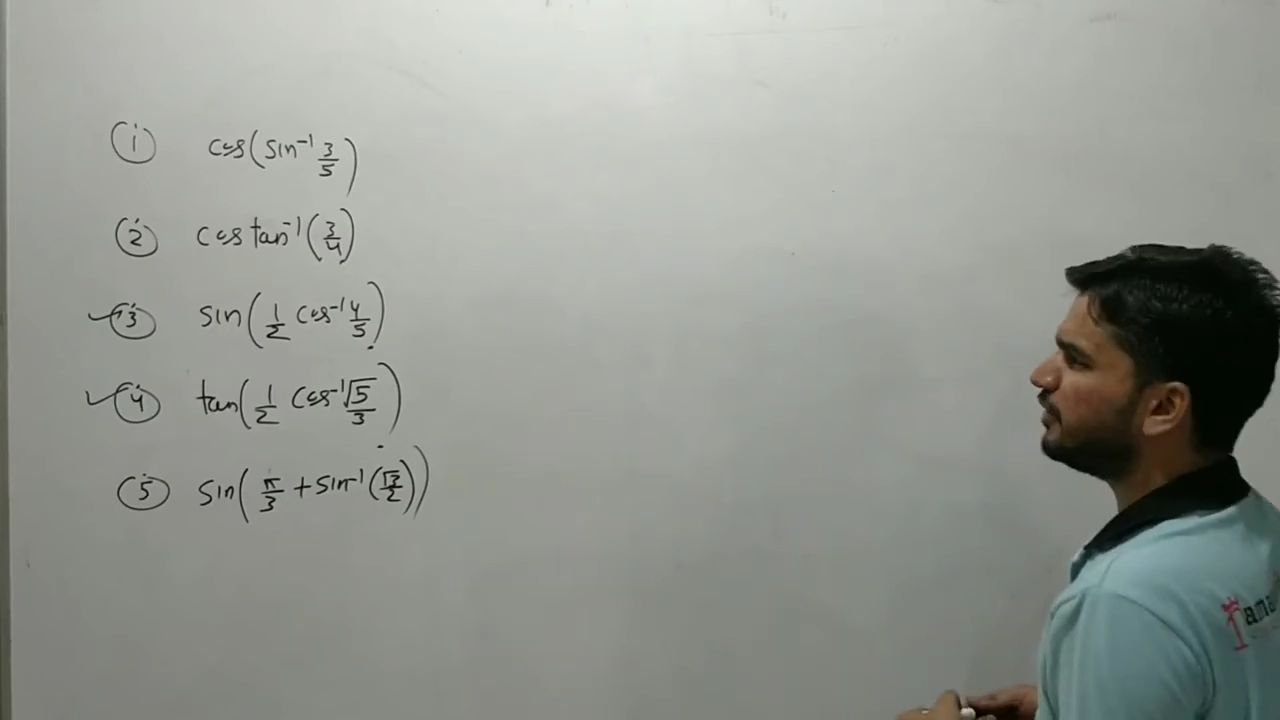 ① cos(sin⁻¹ 3/5)
② cos tan⁻¹(3/4)
③ sin(1/2 cos⁻¹ 4/5)
④ tan(1/2 cos⁻¹ √5/3)
⑤ sin(π/3 + sin⁻¹(√3/2))